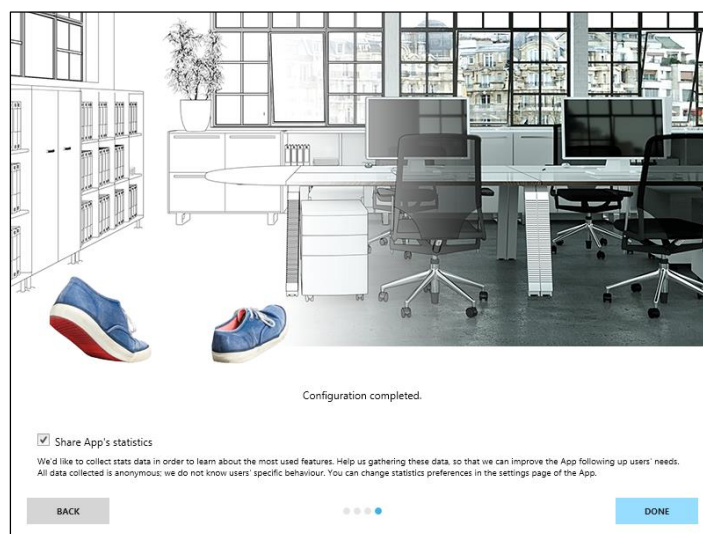 Configuration completed.
Share App's statistics
We'd like to collect stats data in order to learn about the most used features. Help us gathering these data, so that we can improve the App following up users' needs.
All data collected is anonymous; we do not know users' specific behaviour. You can change statistics preferences in the settings page of the App.
BACK
DONE